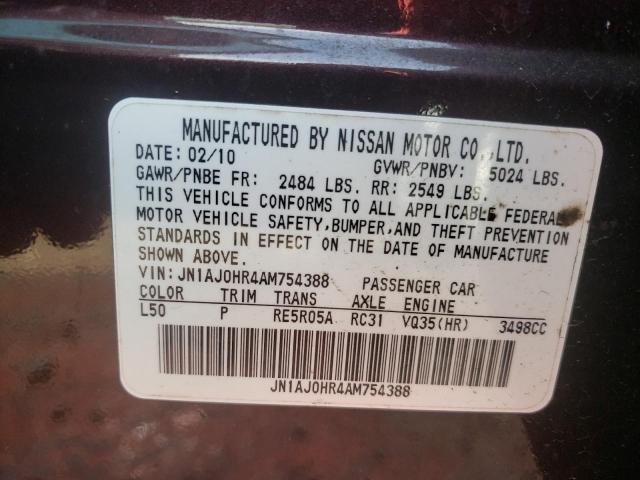 MANUFACTURED BY NISSAN MOTOR CO.,LTD.
DATE: 02/10 GVWR/PNBV: 5024 LBS.
GAWR/PNBE FR: 2484 LBS. RR: 2549 LBS.
THIS VEHICLE CONFORMS TO ALL APPLICABLE FEDERAL
MOTOR VEHICLE SAFETY,BUMPER,AND THEFT PREVENTION
STANDARDS IN EFFECT ON THE DATE OF MANUFACTURE
SHOWN ABOVE.
VIN: JN1AJ0HR4AM754388 PASSENGER CAR
COLOR TRIM TRANS AXLE ENGINE
L50 P RE5R05A RC31 VQ35(HR) 3498CC
JN1AJ0HR4AM754388